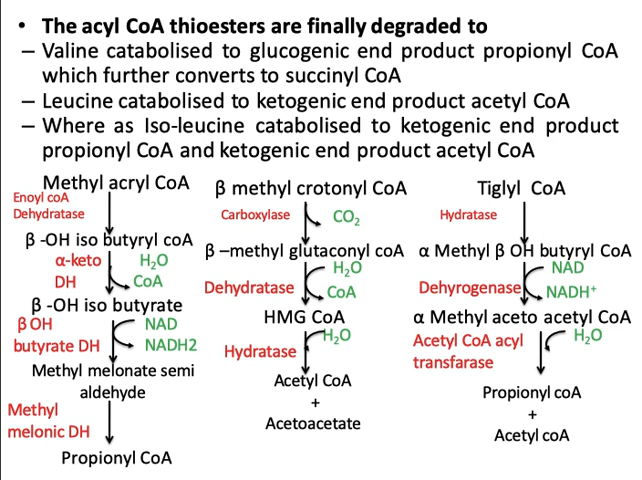 • The acyl CoA thioesters are finally degraded to
– Valine catabolised to glucogenic end product propionyl CoA
which further converts to succinyl CoA
– Leucine catabolised to ketogenic end product acetyl CoA
– Where as Iso-leucine catabolised to ketogenic end product
propionyl CoA and ketogenic end product acetyl CoA
Methyl acryl CoA
Enoyl coA
Dehydratase
β -OH iso butyryl coA
α-keto
DH
H₂O
CoA
β -OH iso butyrate
β OH
butyrate DH
NAD
NADH2
Methyl melonate semi
aldehyde
Methyl
melonic DH
Propionyl CoA
β methyl crotonyl CoA
Carboxylase
CO₂
β –methyl glutaconyl coA
H₂O
Dehydratase
CoA
HMG CoA
H₂O
Hydratase
Acetyl CoA
+
Acetoacetate
Tiglyl CoA
Hydratase
α Methyl β OH butyryl CoA
NAD
Dehyrogenase
NADH⁺
α Methyl aceto acetyl CoA
Acetyl CoA acyl
transfarase
H₂O
Propionyl coA
+
Acetyl coA